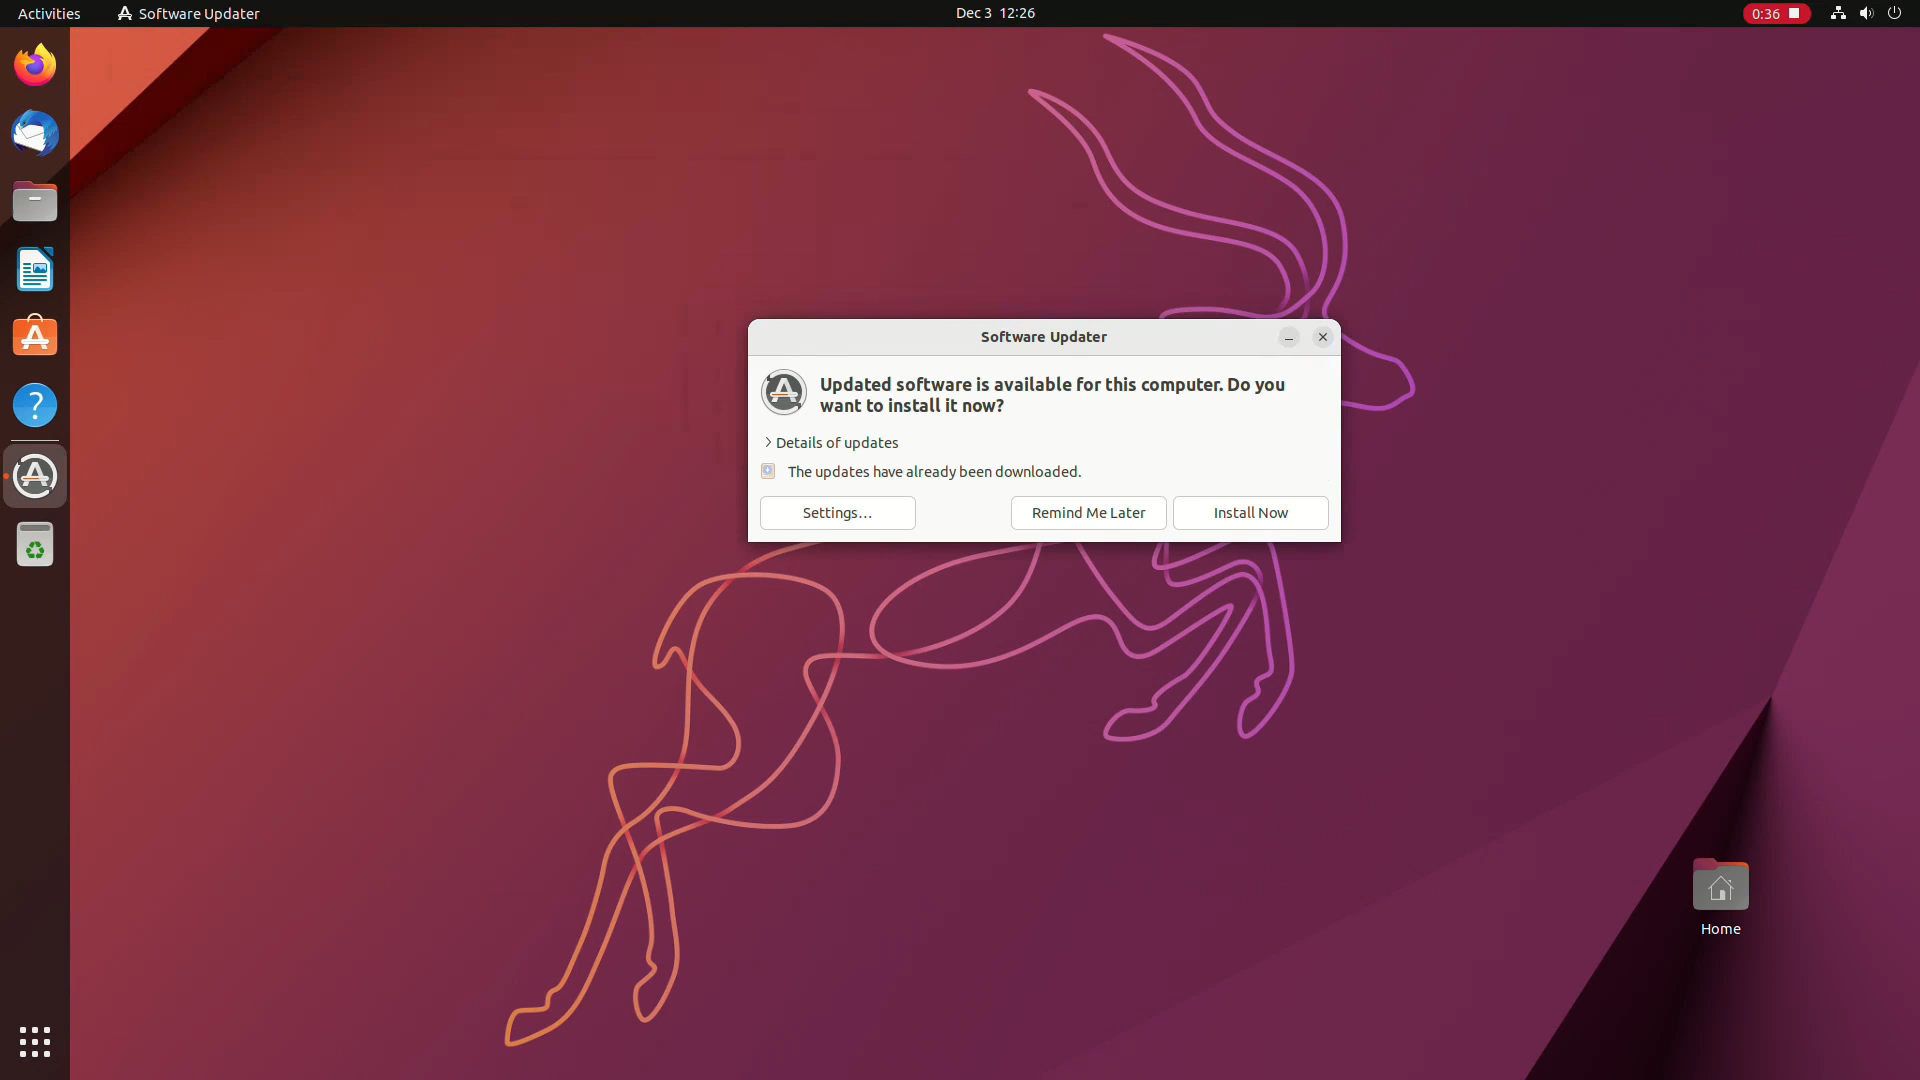 Activities
Software Updater
Dec 3 12:26
0:36
Software Updater
Updated software is available for this computer. Do you
want to install it now?
Details of updates
The updates have already been downloaded.
Settings…
Remind Me Later
Install Now
Home